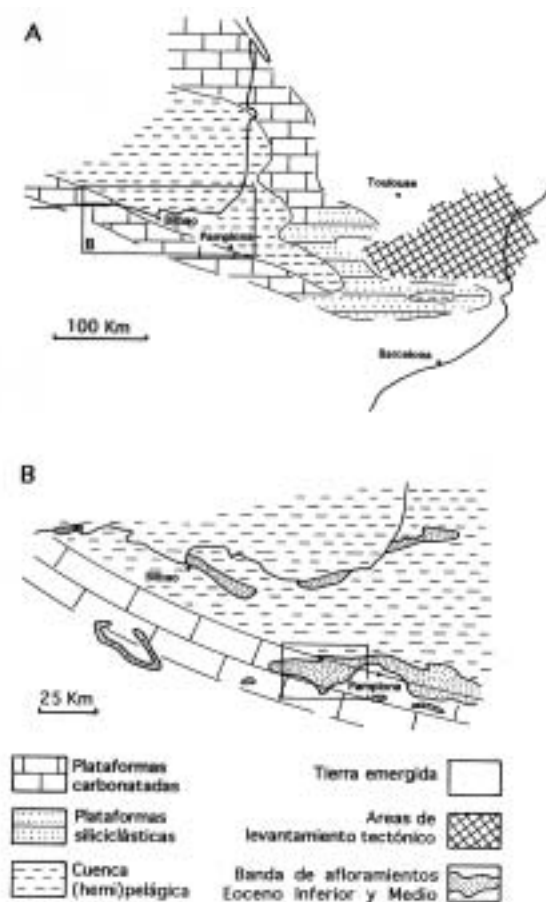 A
Toulouse
Bilbao
Pamplona
B
100 Km
Barcelona
B
Bilbao
Pamplona
25 Km
Plataformas
carbonatadas
Tierra emergida
Plataformas
siliciclásticas
Areas de
levantamiento tectónico
Cuenca
(hemi)pelágica
Banda de afloramientos
Eoceno Inferior y Medio